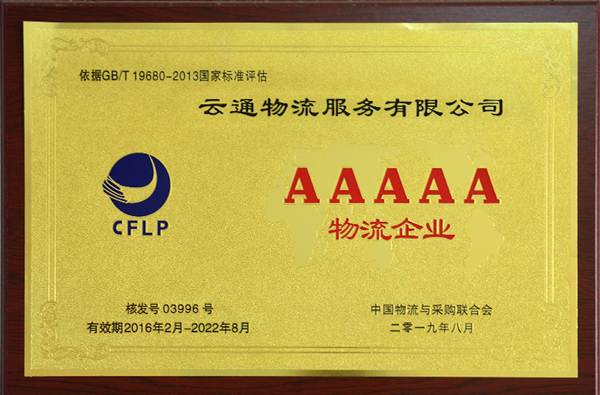 依据GB/T 19680-2013国家标准评估
云通物流服务有限公司
CFLP
AAAAA
物流企业
核发号 03996 号
有效期2016年2月-2022年8月
中国物流与采购联合会
二零一九年八月